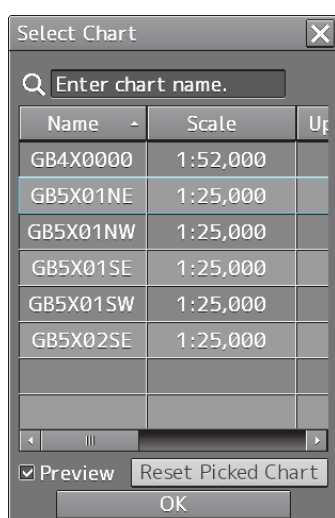 Select Chart
Enter chart name.
Name Scale Up
GB4X0000 1:52,000
GB5X01NE 1:25,000
GB5X01NW 1:25,000
GB5X01SE 1:25,000
GB5X01SW 1:25,000
GB5X02SE 1:25,000
Preview Reset Picked Chart
OK